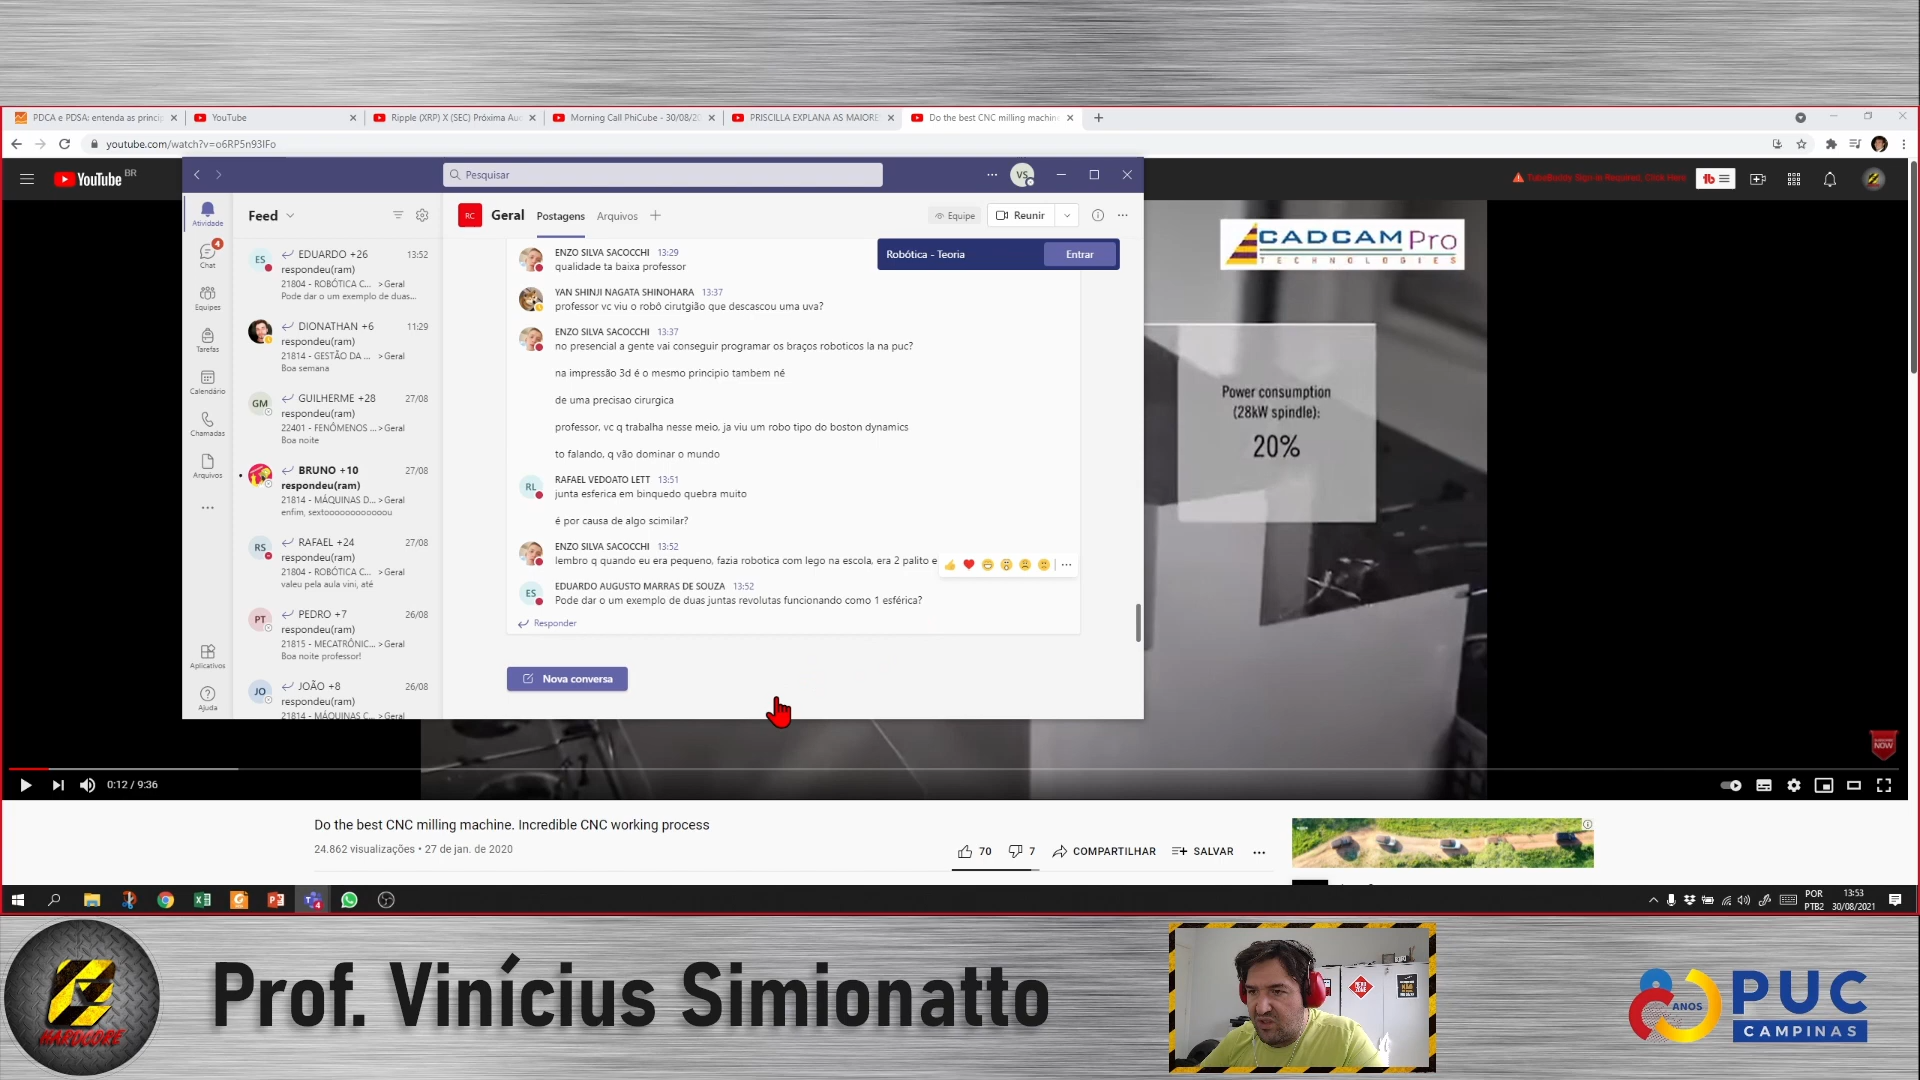 PDCA e PDSA: entenda as princip
YouTube
Ripple (XRP) X (SEC) Próxima Au
Morning Call PhiCube - 30/08/2
PRISCILLA EXPLANA AS MAIORE
Do the best CNC milling machin
youtube.com/watch?v=o6RP5n93IFo
YouTube BR
Pesquisar
VS
CADCAM Pro
TECHNOLOGIES
Power consumption
(28kW spindle):
20%
Atividade
Chat
4
Equipes
Tarefas
Calendário
Chamadas
Arquivos
Aplicativos
Ajuda
Feed
ES
EDUARDO +26 13:52
respondeu(ram)
21804 - ROBÓTICA C... > Geral
Pode dar o um exemplo de duas...
DIONATHAN +6 11:29
respondeu(ram)
21814 - GESTÃO DA ... > Geral
Boa semana
GM
GUILHERME +28 27/08
respondeu(ram)
22401 - FENÔMENOS ... > Geral
Boa noite
BRUNO +10 27/08
respondeu(ram)
21814 - MÁQUINAS D... > Geral
enfim, sextoooooooooooou
RS
RAFAEL +24 27/08
respondeu(ram)
21804 - ROBÓTICA C... > Geral
valeu pela aula vini, até
PT
PEDRO +7 26/08
respondeu(ram)
21815 - MECATRÔNIC... > Geral
Boa noite professor!
JO
JOÃO +8 26/08
respondeu(ram)
21814 - MÁQUINAS C... > Geral
RC
Geral Postagens Arquivos
Equipe
Reunir
Robótica - Teoria
Entrar
ENZO SILVA SACOCCHI 13:29
qualidade ta baixa professor
YAN SHINJI NAGATA SHINOHARA 13:37
professor vc viu o robô cirutgião que descascou uma uva?
ENZO SILVA SACOCCHI 13:37
no presencial a gente vai conseguir programar os braços roboticos la na puc?
na impressão 3d é o mesmo principio tambem né
de uma precisao cirurgica
professor, vc q trabalha nesse meio, ja viu um robo tipo do boston dynamics
to falando, q vão dominar o mundo
RL
RAFAEL VEDOATO LETT 13:51
junta esferica em binquedo quebra muito
é por causa de algo scimilar?
ENZO SILVA SACOCCHI 13:52
lembro q quando eu era pequeno, fazia robotica com lego na escola, era 2 palito e
ES
EDUARDO AUGUSTO MARRAS DE SOUZA 13:52
Pode dar o um exemplo de duas juntas revolutas funcionando como 1 esférica?
Responder
Nova conversa
NOW
0:12 / 9:36
Do the best CNC milling machine. Incredible CNC working process
24.862 visualizações • 27 de jan. de 2020
70
7
COMPARTILHAR
SALVAR
POR
PTB2
13:53
30/08/2021
HARDCORE
Prof. Vinícius Simionatto
8 ANOS
PUC
CAMPINAS